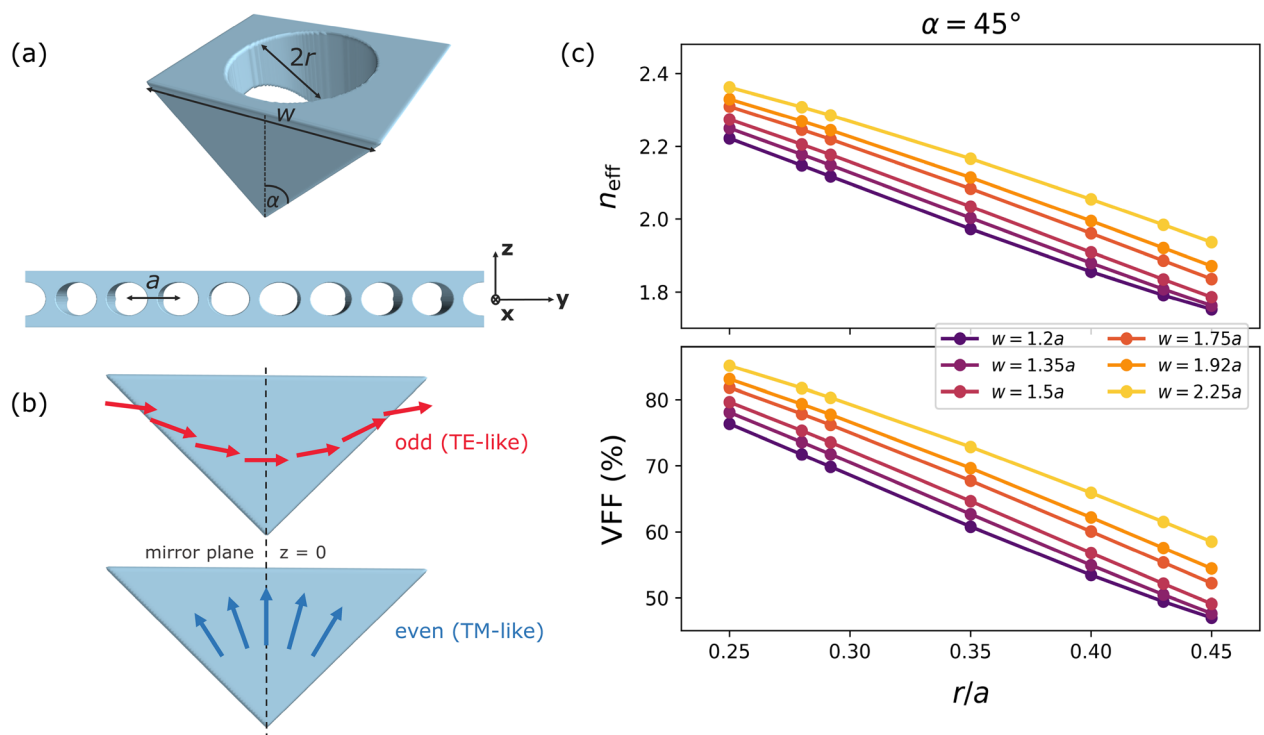 (a)
2r
w
α
a
z
y
x
(b)
odd (TE-like)
mirror plane z = 0
even (TM-like)
(c)
α = 45°
n_eff
2.4
2.2
2.0
1.8
w = 1.2a
w = 1.35a
w = 1.5a
w = 1.75a
w = 1.92a
w = 2.25a
VFF (%)
80
70
60
50
0.25 0.30 0.35 0.40 0.45
r/a